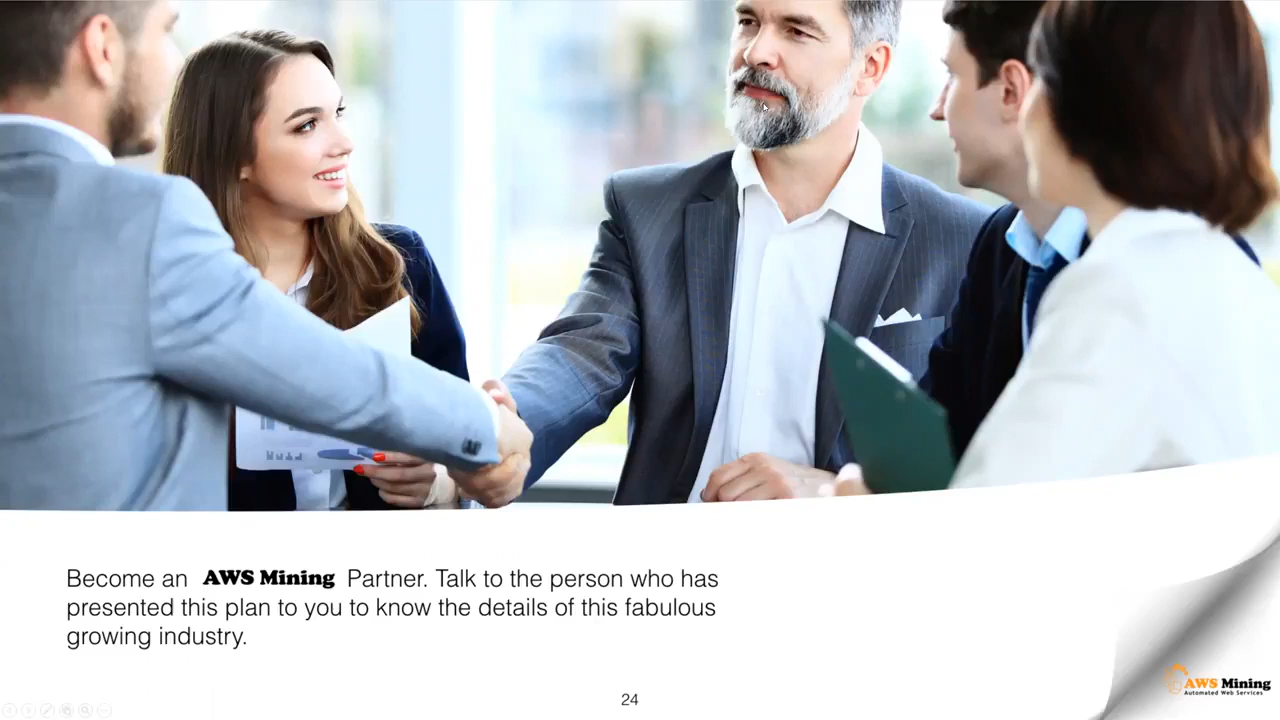 Become an AWS Mining Partner. Talk to the person who has
presented this plan to you to know the details of this fabulous
growing industry.
24
AWS Mining
Automated Web Services